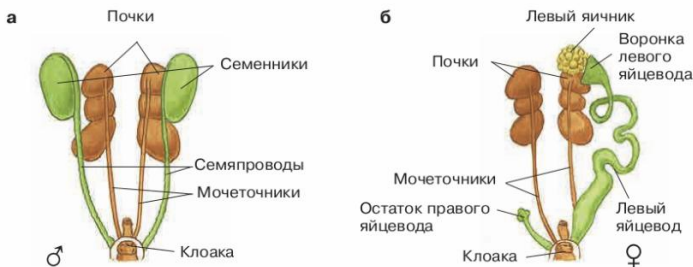 а
Почки
Семенники
Семяпроводы
Мочеточники
Клоака
♂
б
Левый яичник
Воронка
левого
яйцевода
Почки
Мочеточники
Остаток правого
яйцевода
Левый
яйцевод
Клоака
♀